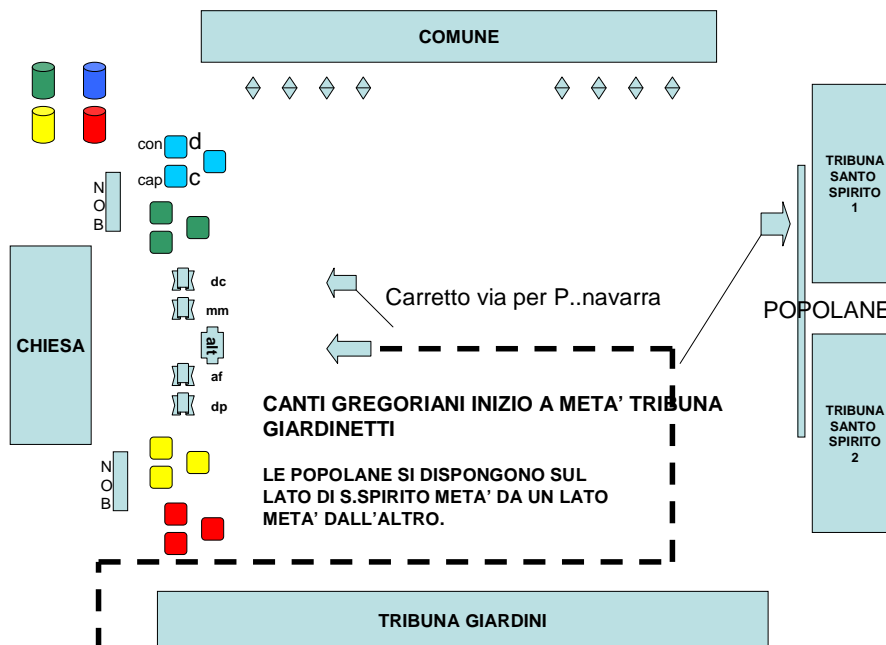 COMUNE
con d
cap c
N
O
B
TRIBUNA
SANTO
SPIRITO
1
dc
mm
alt
af
dp
Carretto via per P..navarra
POPOLANE
CHIESA
CANTI GREGORIANI INIZIO A META’ TRIBUNA
GIARDINETTI
LE POPOLANE SI DISPONGONO SUL
LATO DI S.SPIRITO META’ DA UN LATO
META’ DALL’ALTRO.
TRIBUNA
SANTO
SPIRITO
2
N
O
B
TRIBUNA GIARDINI